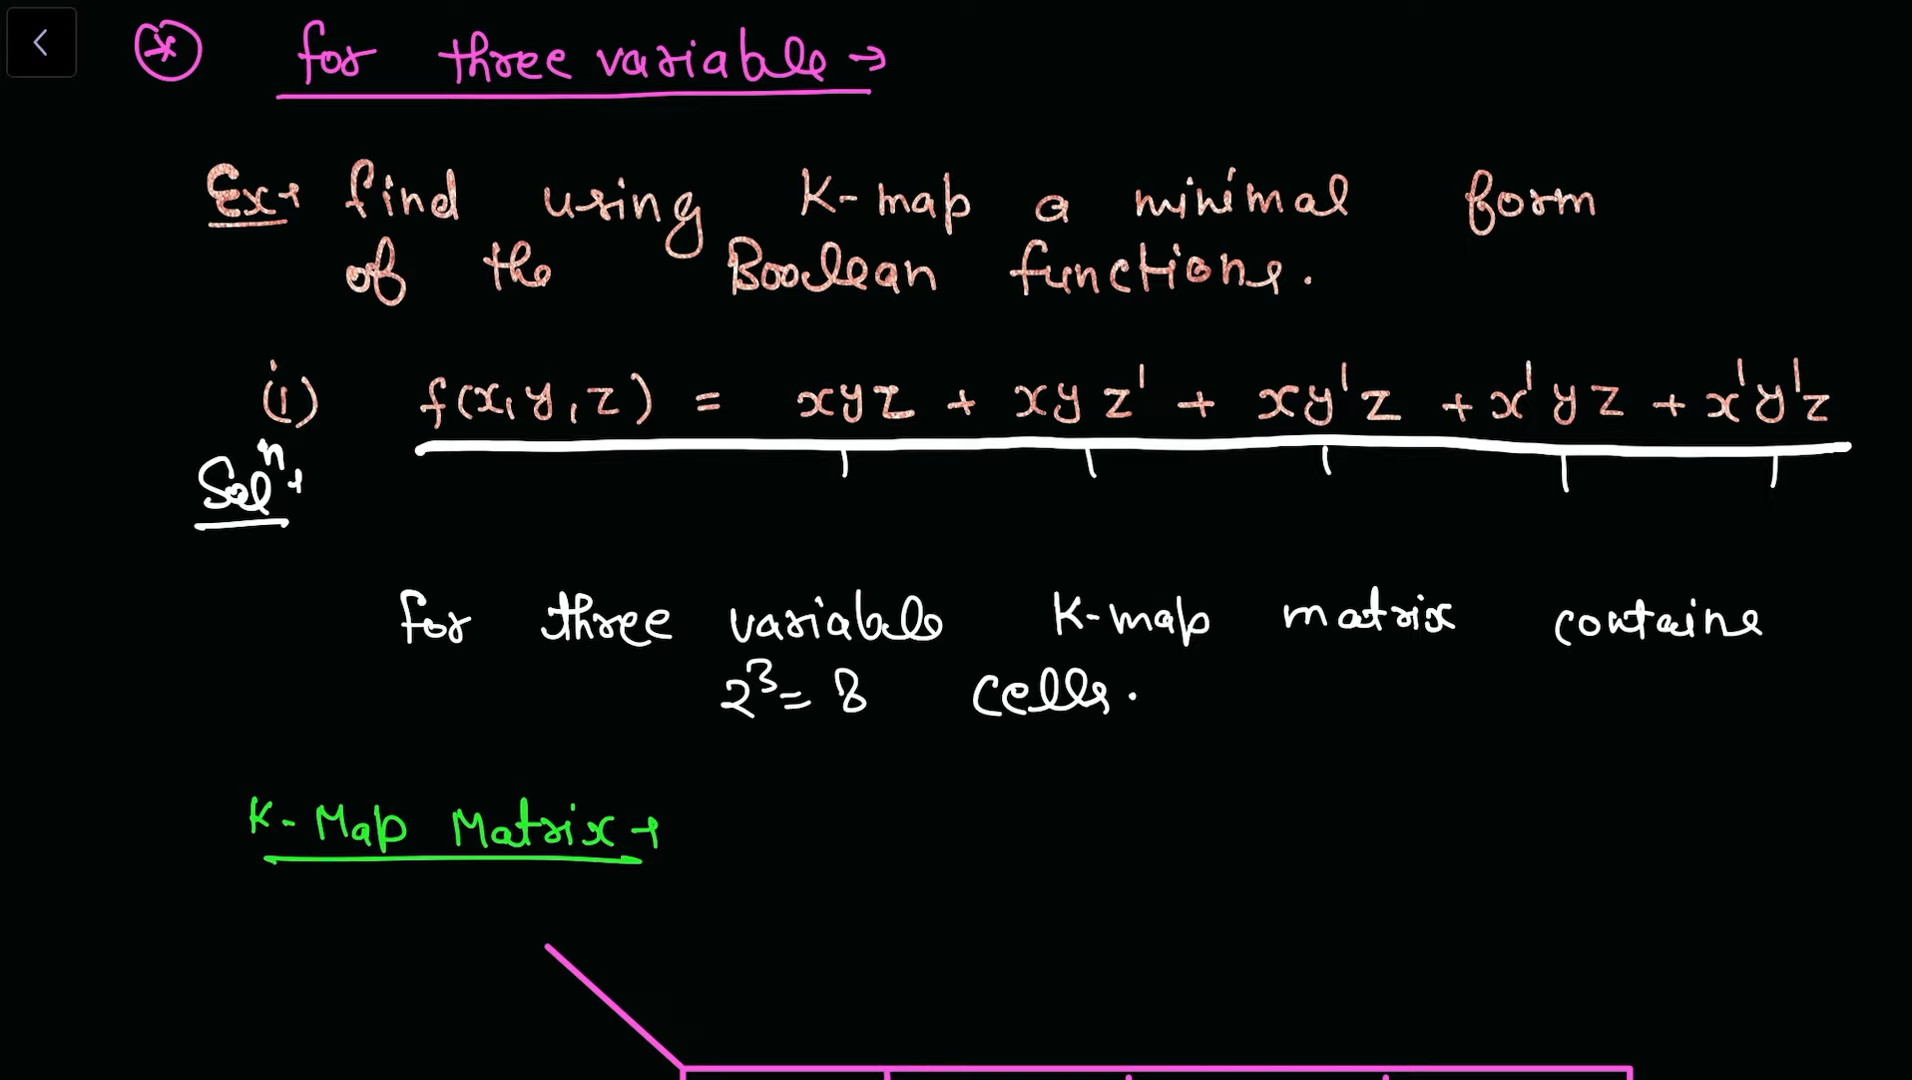 * for three variable →
Ex→ find using K-map a minimal form
of the Boolean functions.
(i) f(x, y, z) = xyz + xyz' + xy'z + x'yz + x'y'z
Solⁿ→
for three variable K-map matrix contains
2³ = 8 cells.
K-Map Matrix→